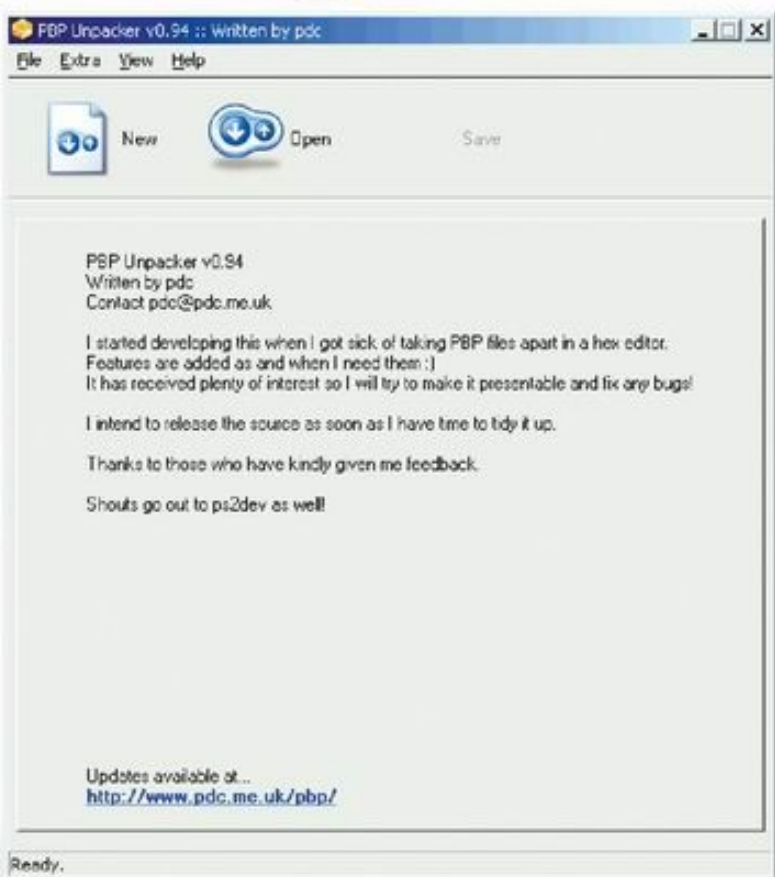 PBP Unpacker v0.94 :: Written by pdc
File Extra View Help
New Open Save
PBP Unpacker v0.94
Written by pdc
Contact pdc@pdc.me.uk
I started developing this when I got sick of taking PBP files apart in a hex editor.
Features are added as and when I need them :)
It has received plenty of interest so I will try to make it presentable and fix any bugs!
I intend to release the source as soon as I have time to tidy it up.
Thanks to those who have kindly given me feedback.
Shouts go out to ps2dev as well!
Updates available at...
http://www.pdc.me.uk/pbp/
Ready.